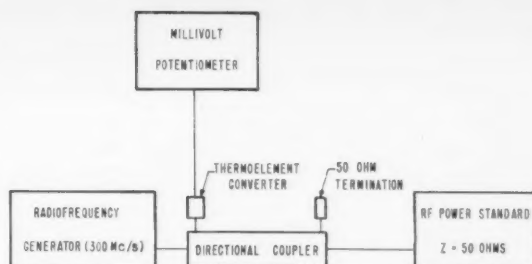 MILLIVOLT
POTENTIOMETER
THERMOELEMENT
CONVERTER
50 OHM
TERMINATION
RADIOFREQUENCY
GENERATOR (300 Mc/s)
DIRECTIONAL COUPLER
RF POWER STANDARD
Z = 50 OHMS